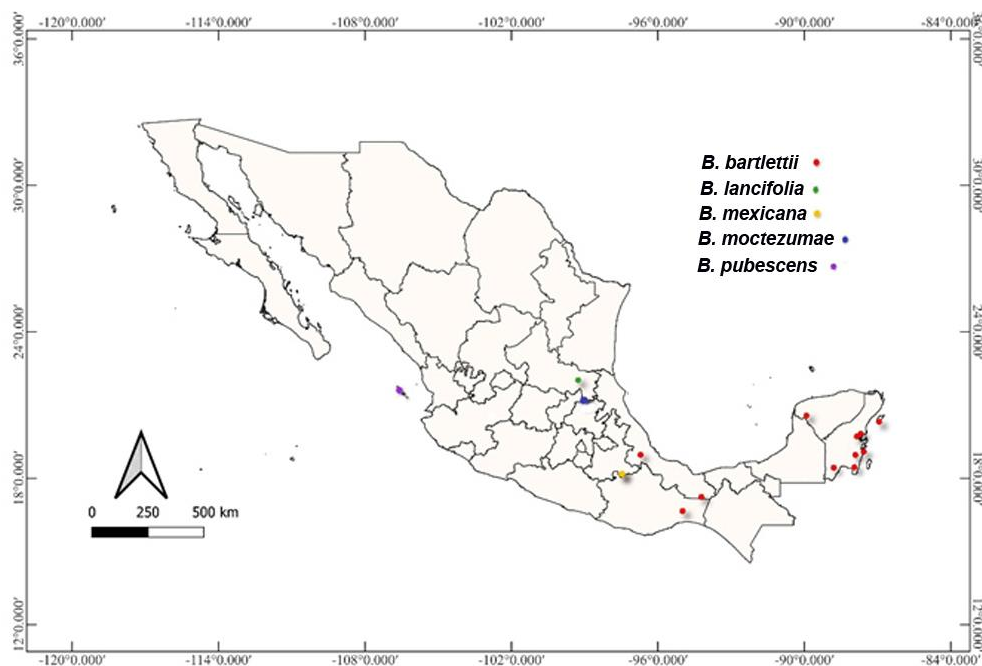 -120°0.000' -114°0.000' -108°0.000' -102°0.000' -96°0.000' -90°0.000' -84°0.000'
36°0.000' 36°0.000'
B. bartlettii
30°0.000' 30°0.000'
B. lancifolia
B. mexicana
B. moctezumae
B. pubescens
24°0.000' 24°0.000'
18°0.000' 18°0.000'
0 250 500 km
12°0.000' 12°0.000'
-120°0.000' -114°0.000' -108°0.000' -102°0.000' -96°0.000' -90°0.000' -84°0.000'